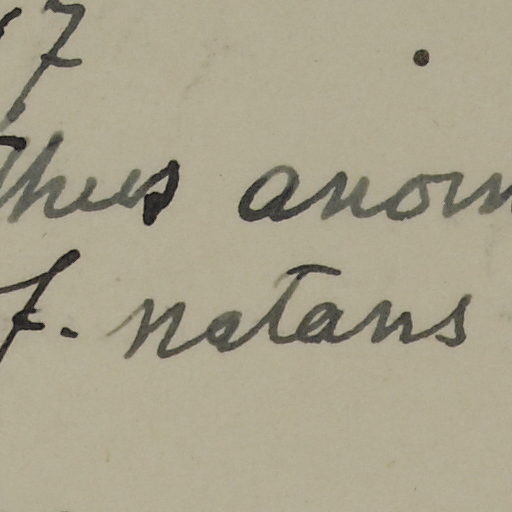 7 .
thus anom
f. natans